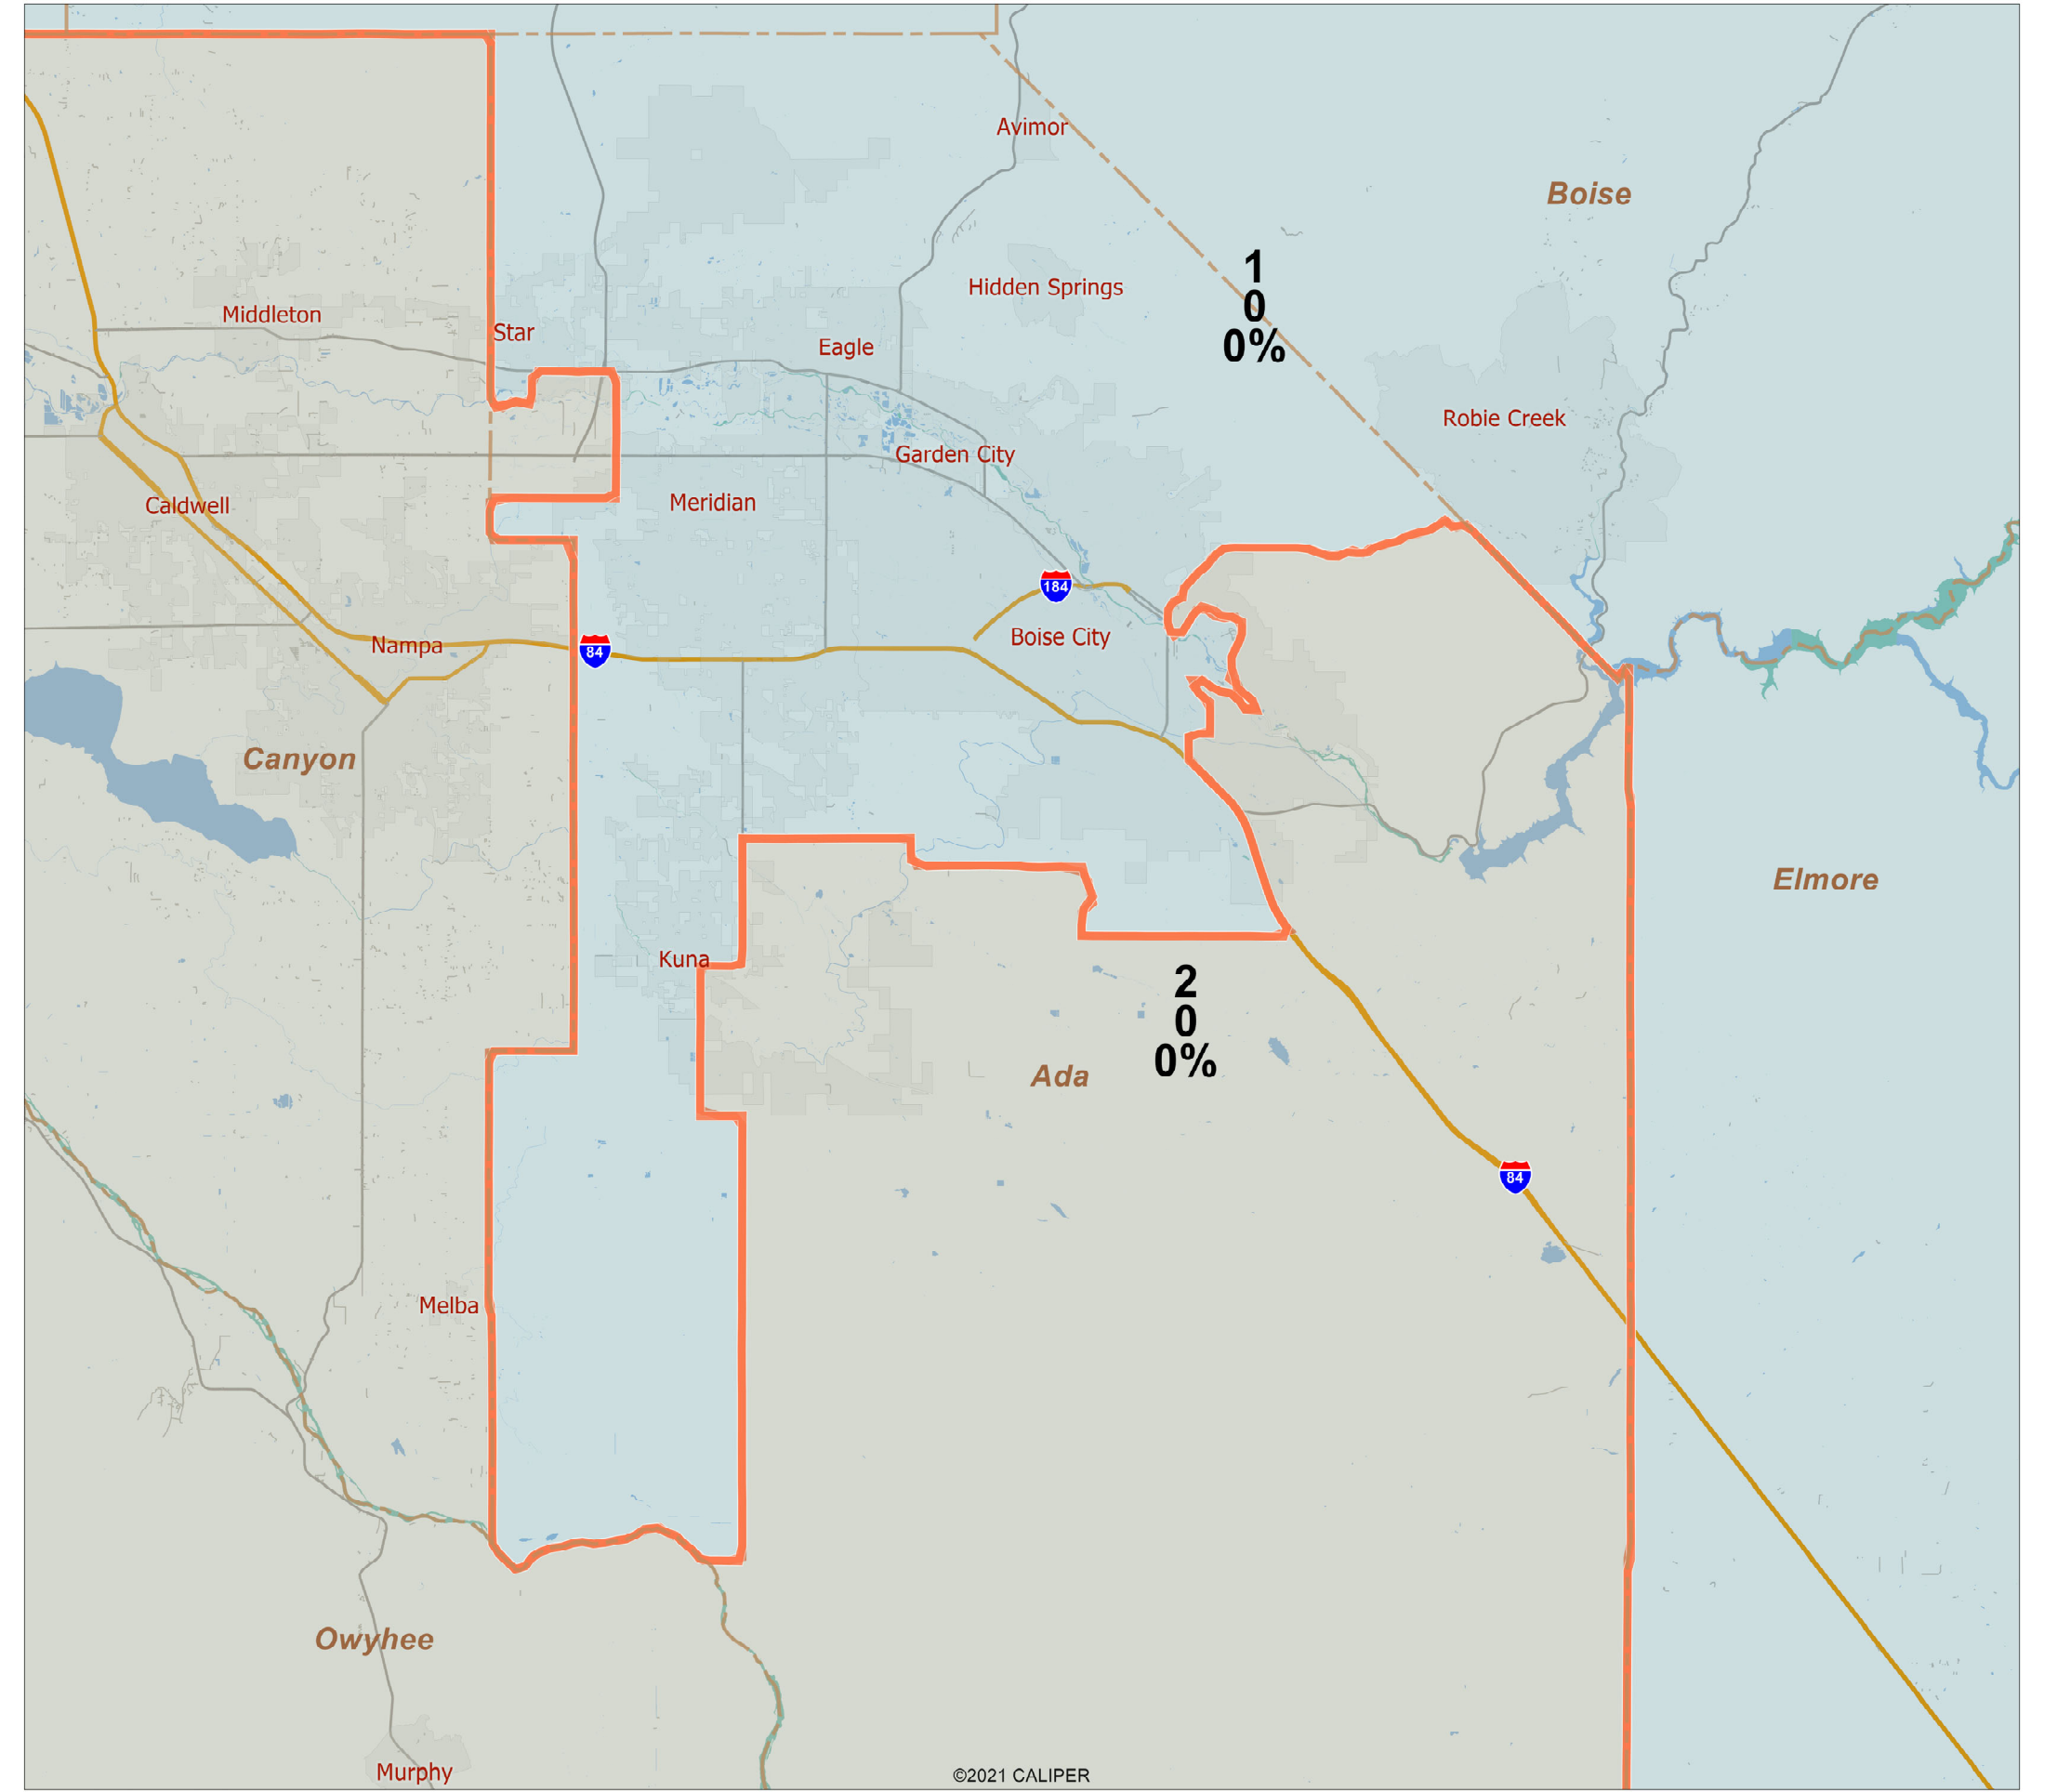 Avimor
Boise
1
0
0%
Hidden Springs
Middleton
Star
Eagle
Robie Creek
Garden City
Meridian
Caldwell
184
Boise City
Nampa
84
Canyon
Elmore
Kuna
2
0
0%
Ada
84
Melba
Owyhee
Murphy
©2021 CALIPER